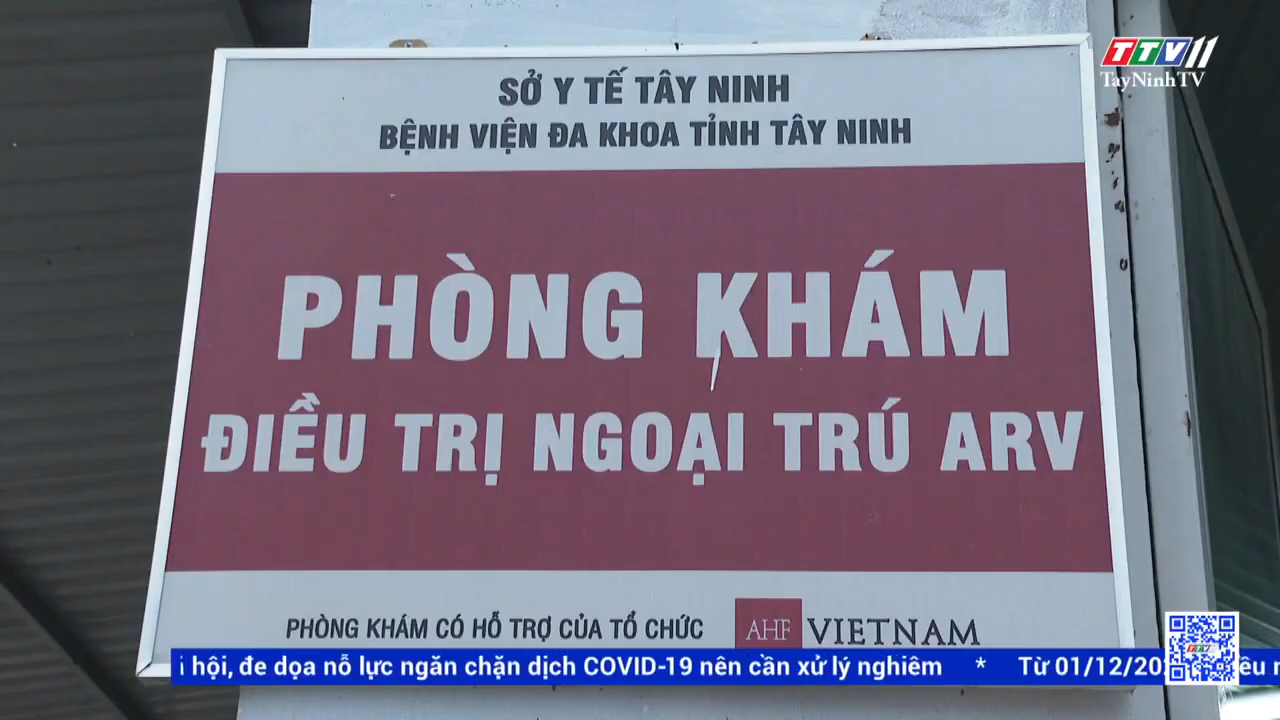 TTV11
TayNinhTV
SỞ Y TẾ TÂY NINH
BỆNH VIỆN ĐA KHOA TỈNH TÂY NINH
PHÒNG KHÁM
ĐIỀU TRỊ NGOẠI TRÚ ARV
PHÒNG KHÁM CÓ HỖ TRỢ CỦA TỔ CHỨC AHF VIETNAM
hội, đe dọa nỗ lực ngăn chặn dịch COVID-19 nên cần xử lý nghiêm * Từ 01/12/20